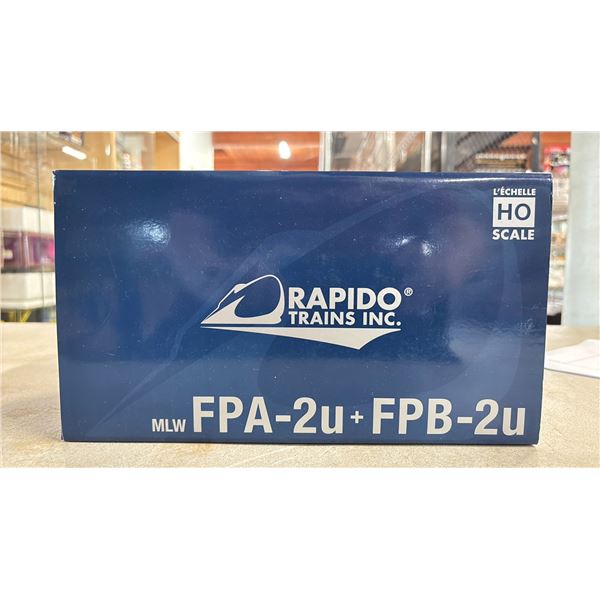 L'ÉCHELLE
HO
SCALE
RAPIDO®
TRAINS INC.
MLW FPA-2u + FPB-2u